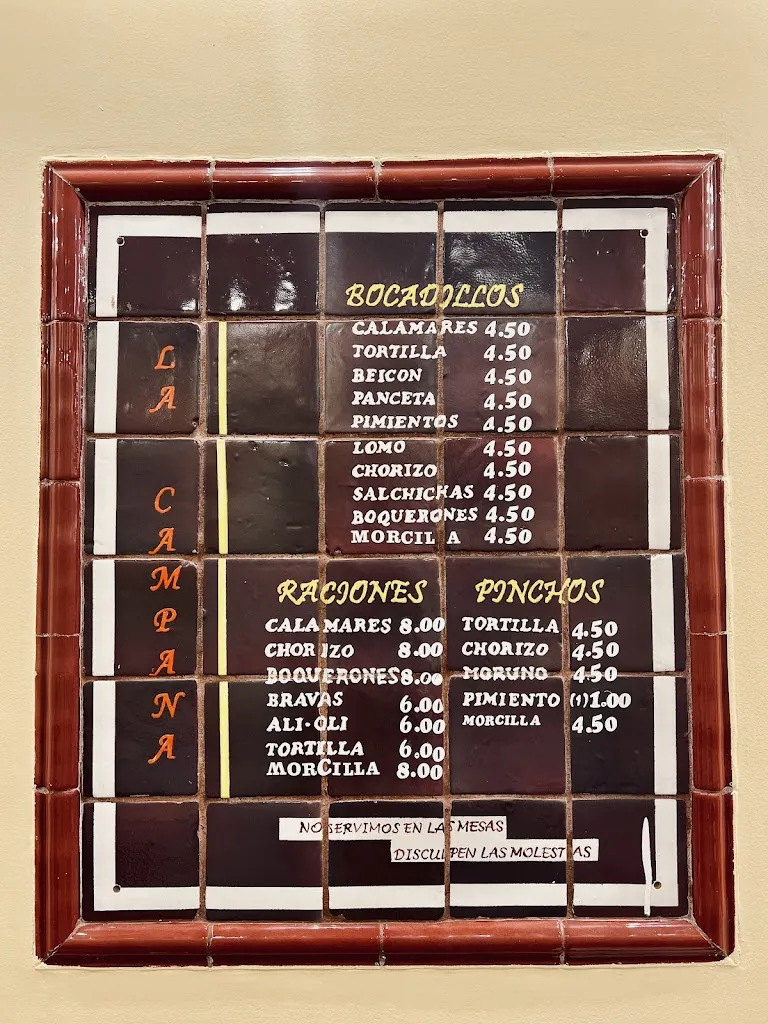 LA CAMPANA
BOCADILLOS
CALAMARES 4.50
TORTILLA 4.50
BEICON 4.50
PANCETA 4.50
PIMIENTOS 4.50
LOMO 4.50
CHORIZO 4.50
SALCHICHAS 4.50
BOQUERONES 4.50
MORCILLA 4.50
RACIONES
CALAMARES 8.00
CHORIZO 8.00
BOQUERONES 8.00
BRAVAS 6.00
ALI-OLI 6.00
TORTILLA 6.00
MORCILLA 8.00
PINCHOS
TORTILLA 4.50
CHORIZO 4.50
MORUNO 4.50
PIMIENTO (1) 1.00
MORCILLA 4.50
NO SERVIMOS EN LAS MESAS
DISCULPEN LAS MOLESTIAS